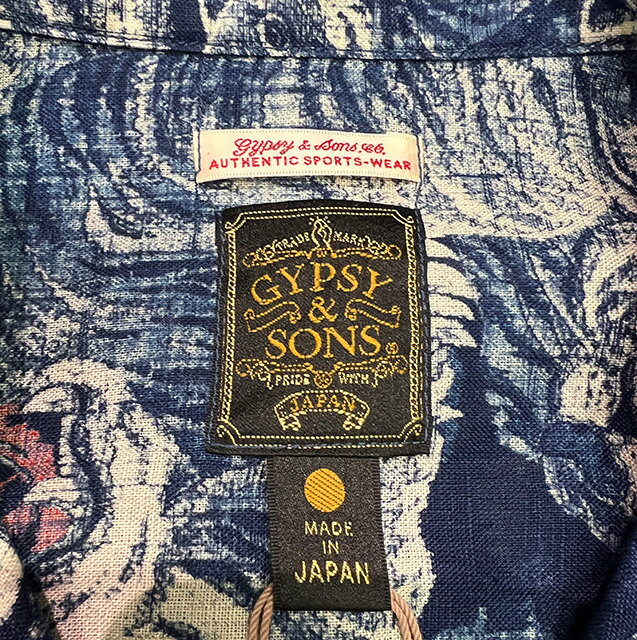 Gypsy & Sons Co.
AUTHENTIC SPORTS-WEAR
TRADE MARK
GYPSY
&
SONS
PRIDE WITH
JAPAN
MADE
IN
JAPAN